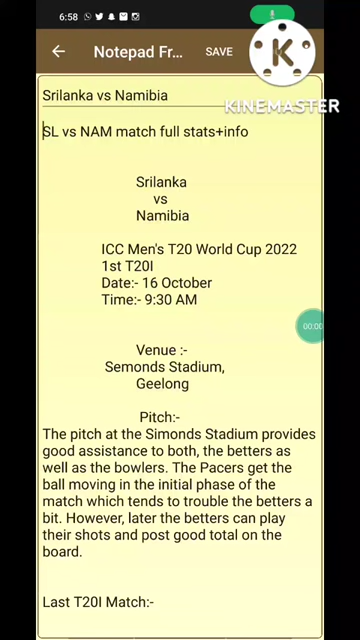 6:58
Notepad Fr...
SAVE
K
KINEMASTER
Srilanka vs Namibia
SL vs NAM match full stats+info
Srilanka
vs
Namibia
ICC Men's T20 World Cup 2022
1st T20I
Date:- 16 October
Time:- 9:30 AM
00:00
Venue :-
Semonds Stadium,
Geelong
Pitch:-
The pitch at the Simonds Stadium provides
good assistance to both, the betters as
well as the bowlers. The Pacers get the
ball moving in the initial phase of the
match which tends to trouble the betters a
bit. However, later the betters can play
their shots and post good total on the
board.
Last T20I Match:-